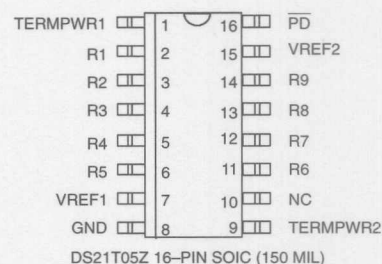 TERMPWR1 1 16 PD
R1 2 15 VREF2
R2 3 14 R9
R3 4 13 R8
R4 5 12 R7
R5 6 11 R6
VREF1 7 10 NC
GND 8 9 TERMPWR2
DS21T05Z 16–PIN SOIC (150 MIL)